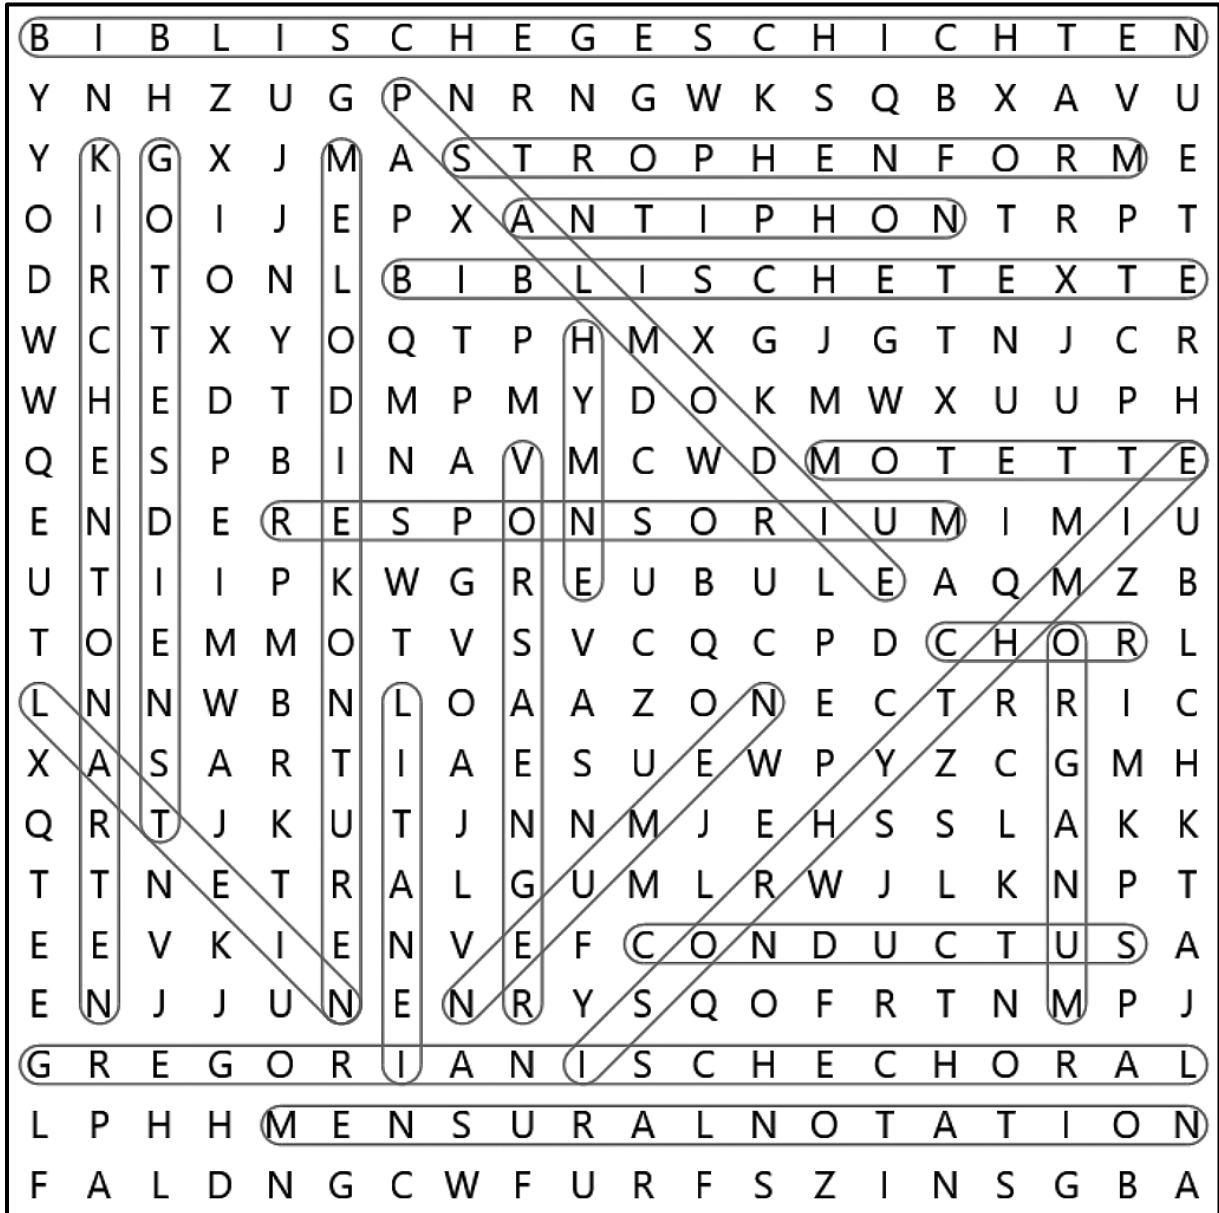 B I B L I S C H E G E S C H I C H T E N
Y N H Z U G P N R N G W K S Q B X A V U
Y K G X J M A S T R O P H E N F O R M E
O I O I J E P X A N T I P H O N T R P T
D R T O N L B I B L I S C H E T E X T E
W C T X Y O Q T P H M X G J G T N J C R
W H E D T D M P M Y D O K M W X U U P H
Q E S P B I N A V M C W D M O T E T T E
E N D E R E S P O N S O R I U M I M I U
U T I I P K W G R E U B U L E A Q M Z B
T O E M M O T V S V C Q C P D C H O R L
L N N W B N L O A A Z O N E C T R R I C
X A S A R T I A E S U E W P Y Z C G M H
Q R T J K U T J N N M J E H S S L A K K
T T N E T R A L G U M L R W J L K N P T
E E V K I E N V E F C O N D U C T U S A
E N J J U N E N R Y S Q O F R T N M P J
G R E G O R I A N I S C H E C H O R A L
L P H H M E N S U R A L N O T A T I O N
F A L D N G C W F U R F S Z I N S G B A